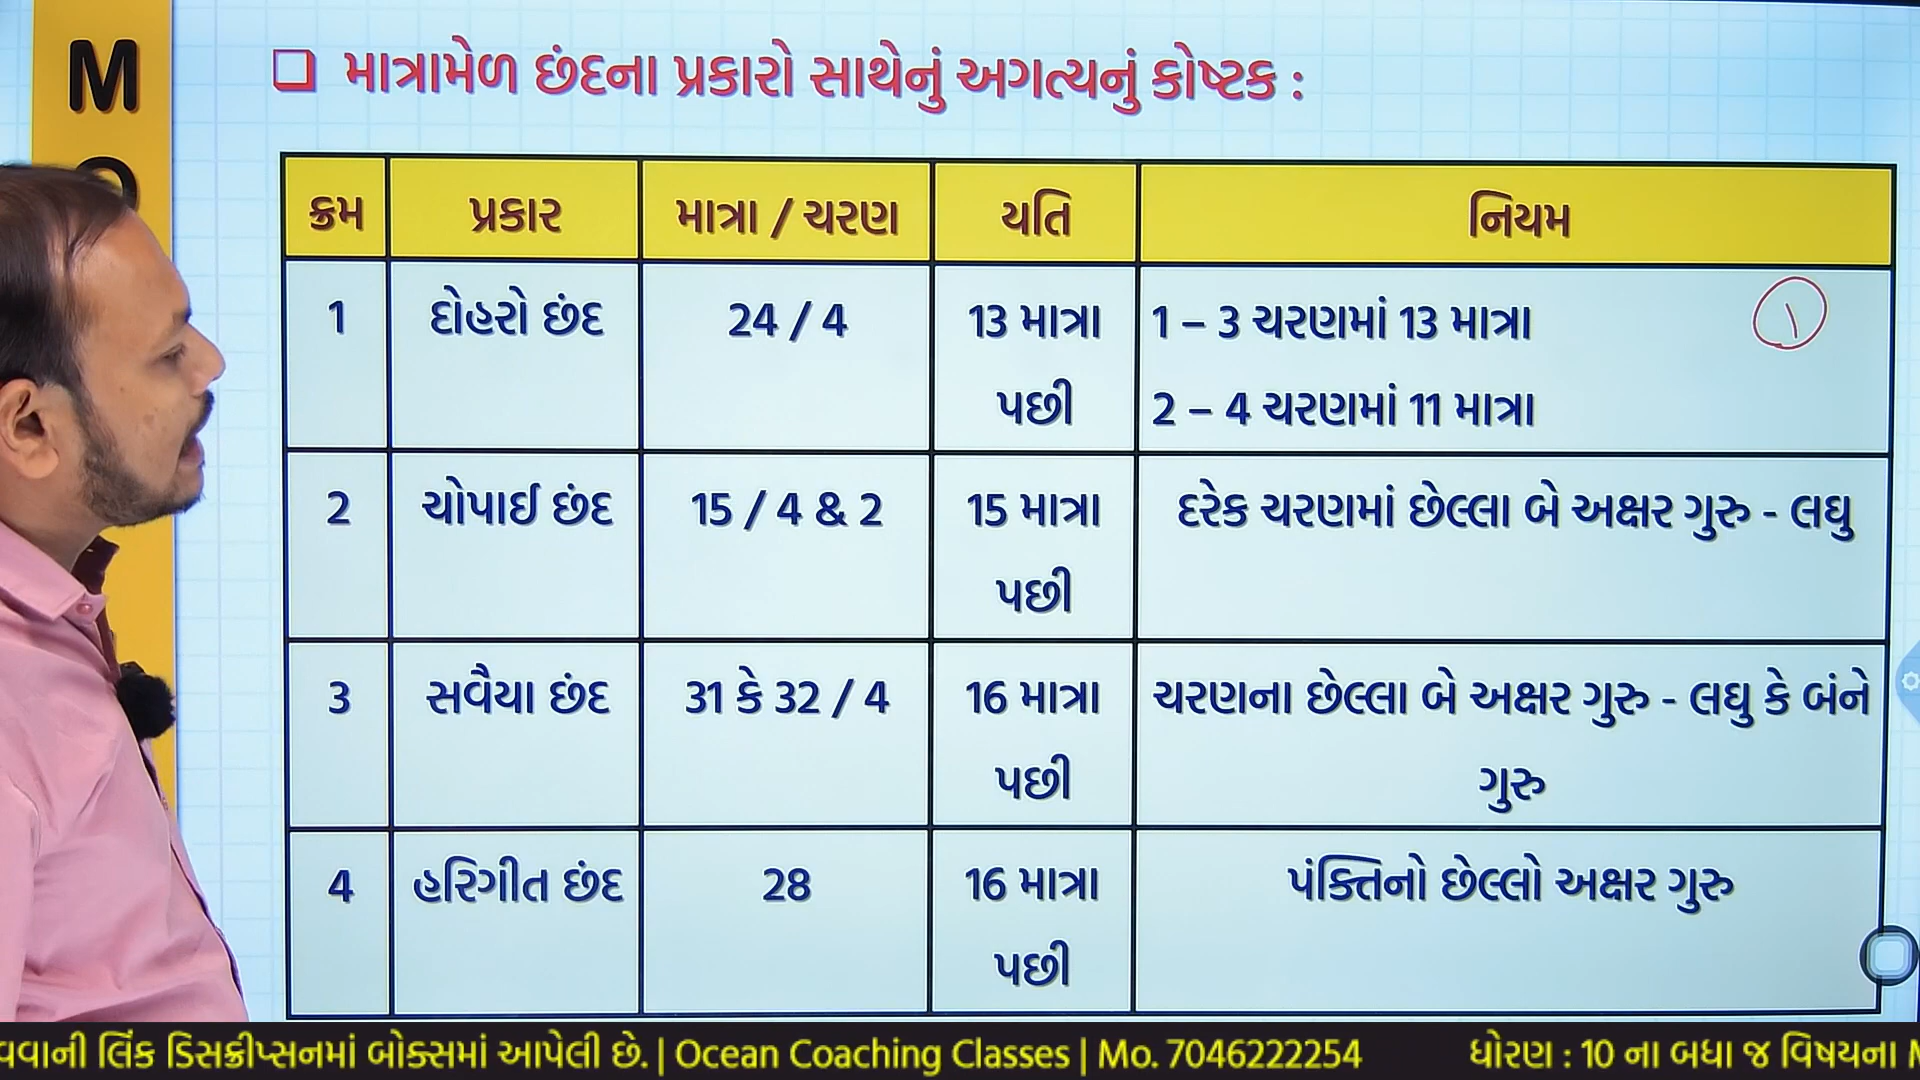 M
❑ માત્રામેળ છંદના પ્રકારો સાથેનું અગત્યનું કોષ્ટક :
ક્રમ પ્રકાર માત્રા / ચરણ યતિ નિયમ
1 દોહરો છંદ 24 / 4 13 માત્રા પછી 1 – 3 ચરણમાં 13 માત્રા
2 – 4 ચરણમાં 11 માત્રા
2 ચોપાઈ છંદ 15 / 4 & 2 15 માત્રા પછી દરેક ચરણમાં છેલ્લા બે અક્ષર ગુરુ - લઘુ
3 સવૈયા છંદ 31 કે 32 / 4 16 માત્રા પછી ચરણના છેલ્લા બે અક્ષર ગુરુ - લઘુ કે બંને
ગુરુ
4 હરિગીત છંદ 28 16 માત્રા પછી પંક્તિનો છેલ્લો અક્ષર ગુરુ
લિંક ડિસક્રીપ્સનમાં બોક્સમાં આપેલી છે. | Ocean Coaching Classes | Mo. 7046222254 ધોરણ : 10 ના બધા જ વિષયના